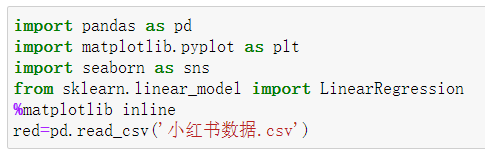 import pandas as pd
import matplotlib.pyplot as plt
import seaborn as sns
from sklearn.linear_model import LinearRegression
%matplotlib inline
red=pd.read_csv('小红书数据.csv')